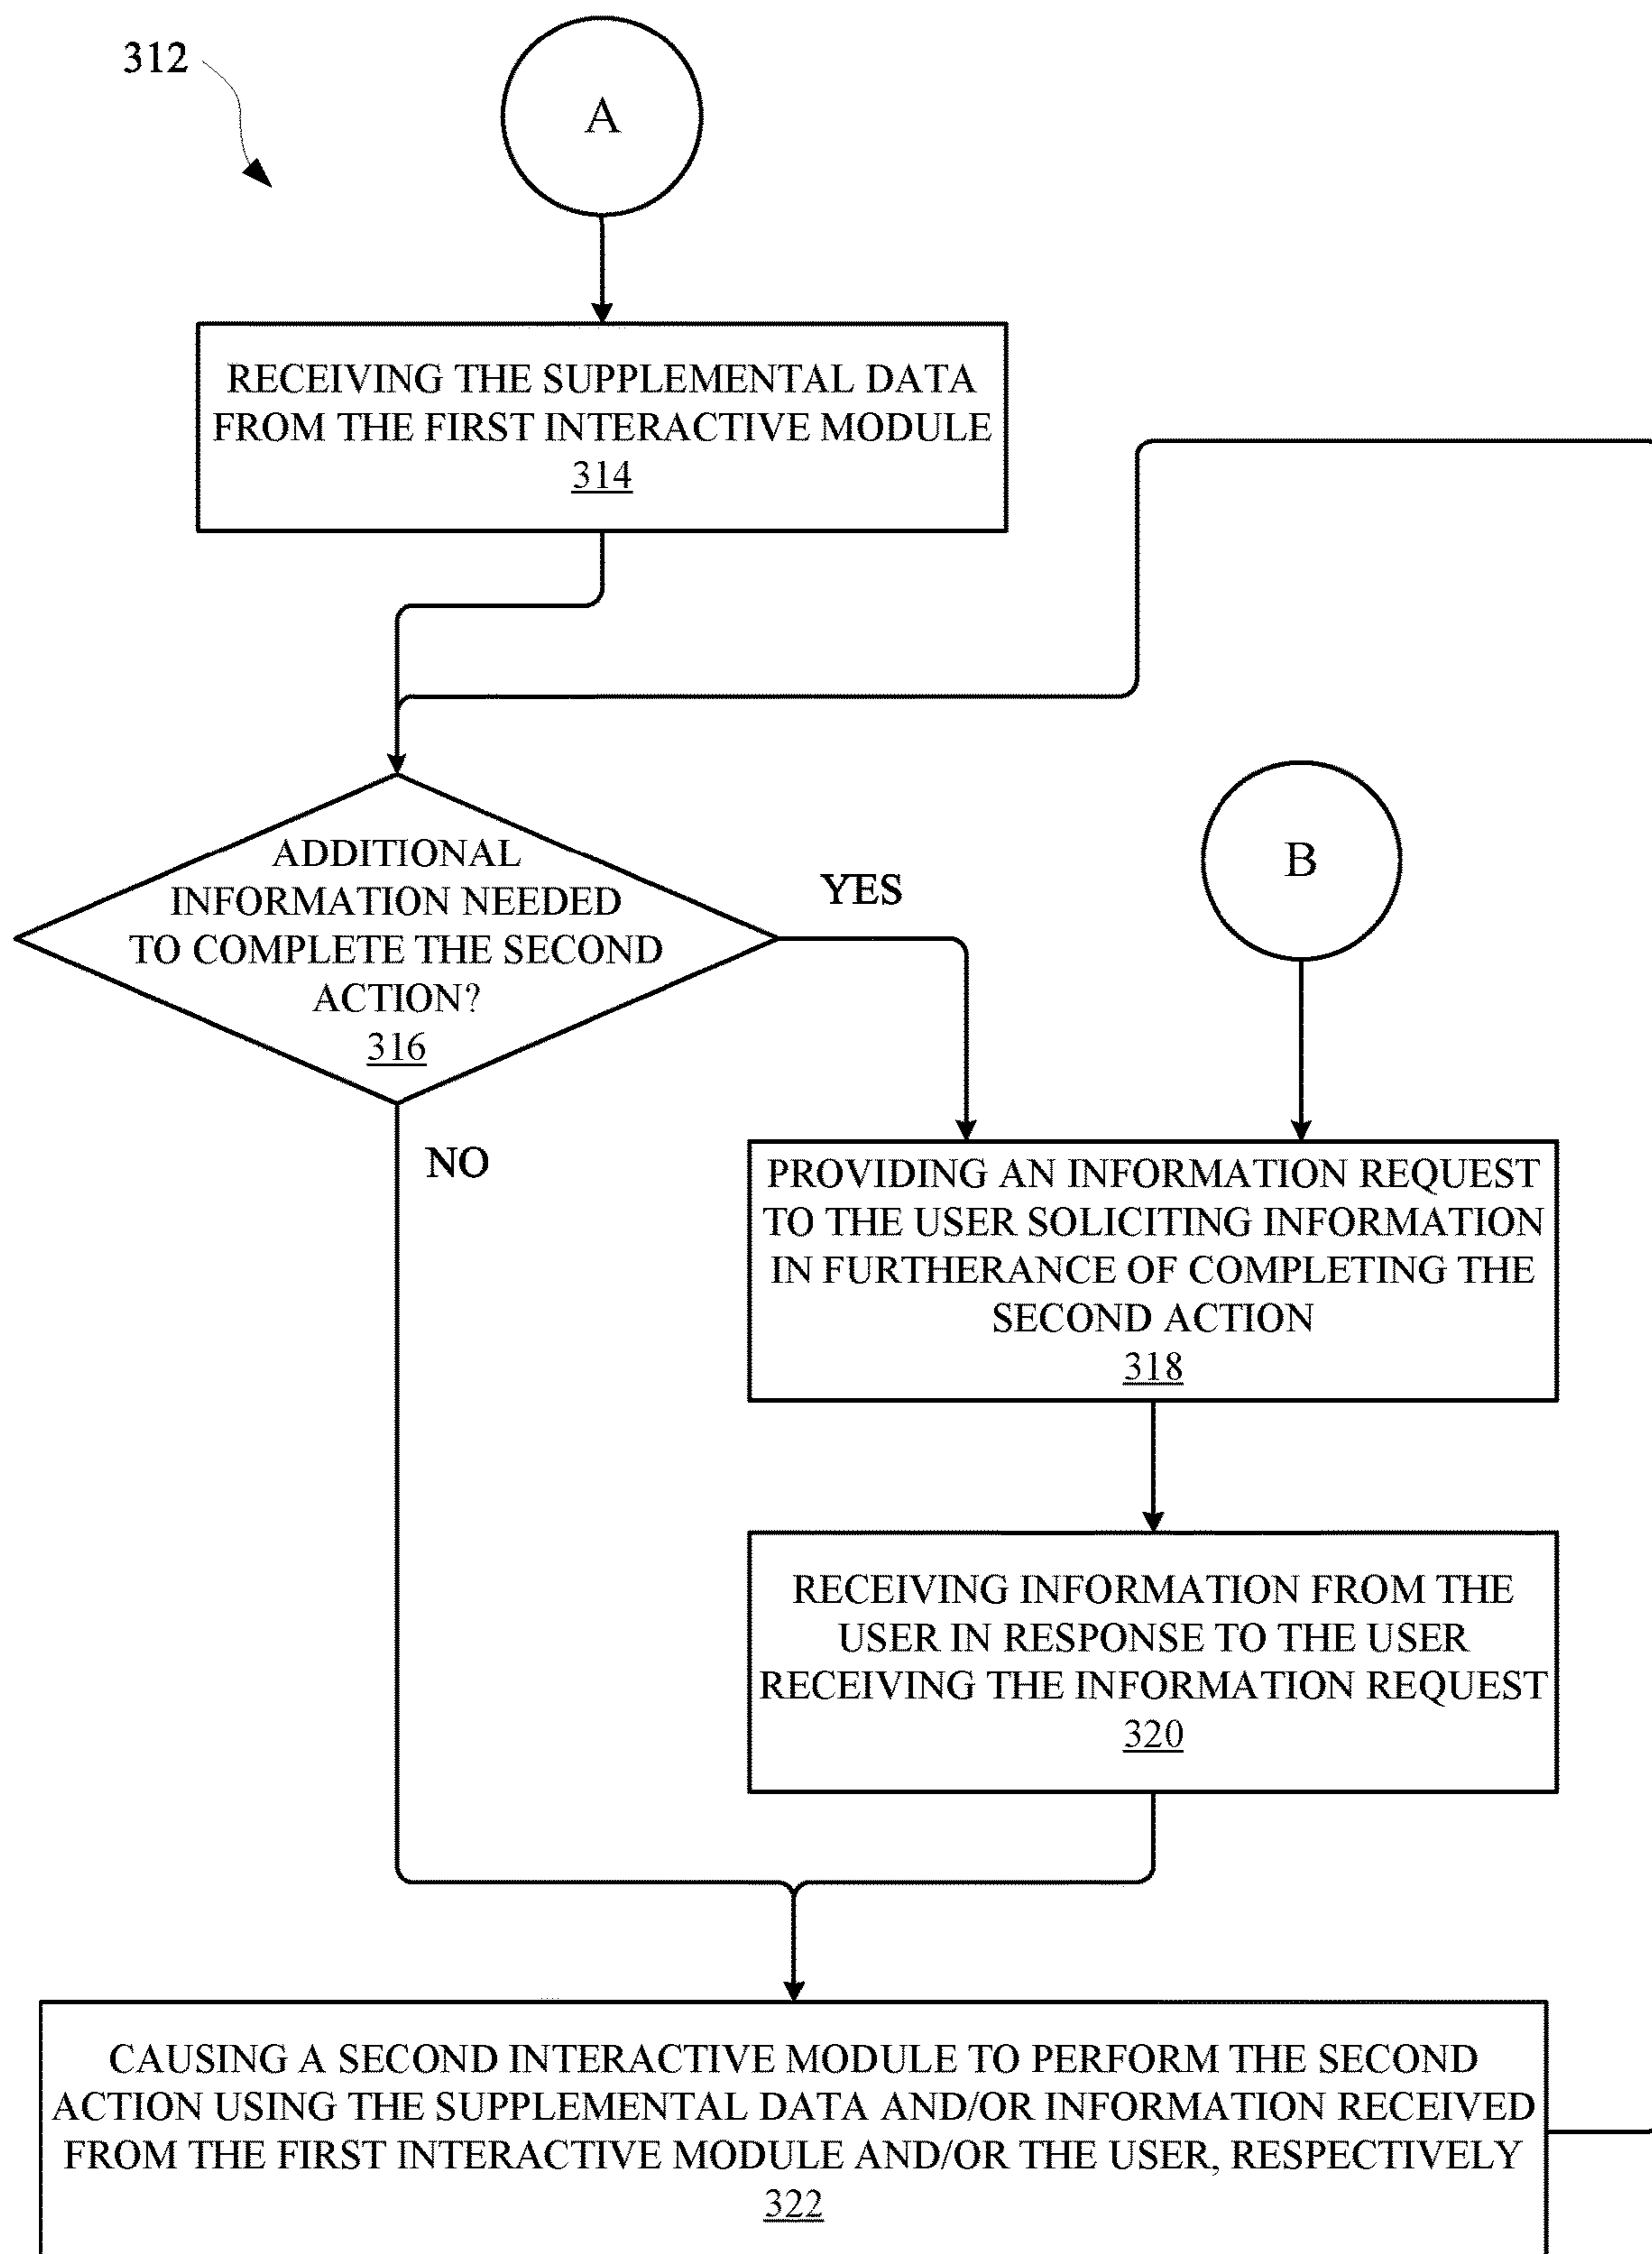 312
A
RECEIVING THE SUPPLEMENTAL DATA
FROM THE FIRST INTERACTIVE MODULE
314
ADDITIONAL
INFORMATION NEEDED
TO COMPLETE THE SECOND
ACTION?
316
YES
B
NO
PROVIDING AN INFORMATION REQUEST
TO THE USER SOLICITING INFORMATION
IN FURTHERANCE OF COMPLETING THE
SECOND ACTION
318
RECEIVING INFORMATION FROM THE
USER IN RESPONSE TO THE USER
RECEIVING THE INFORMATION REQUEST
320
CAUSING A SECOND INTERACTIVE MODULE TO PERFORM THE SECOND
ACTION USING THE SUPPLEMENTAL DATA AND/OR INFORMATION RECEIVED
FROM THE FIRST INTERACTIVE MODULE AND/OR THE USER, RESPECTIVELY
322